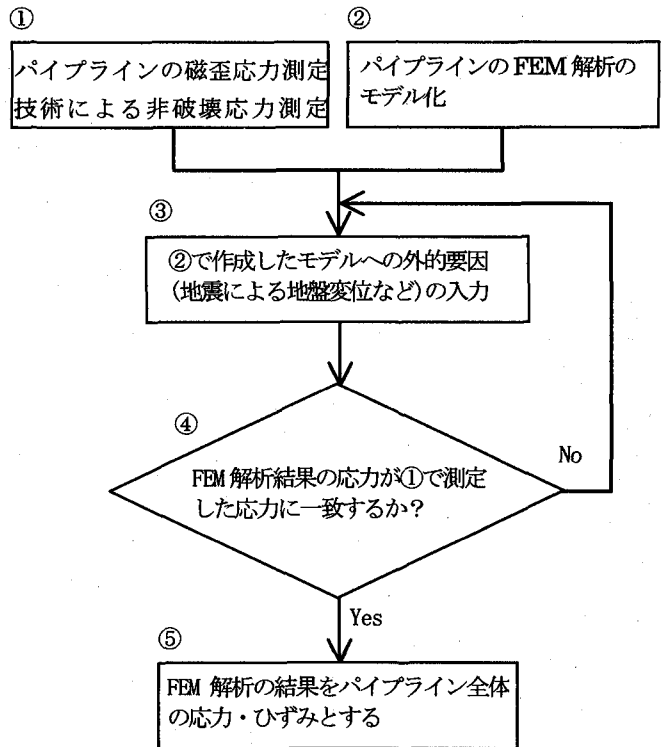 ①
パイプラインの磁歪応力測定
技術による非破壊応力測定
②
パイプラインのFEM解析の
モデル化
③
②で作成したモデルへの外的要因
(地震による地盤変位など)の入力
④
FEM解析結果の応力が①で測定
した応力に一致するか?
No
Yes
⑤
FEM 解析の結果をパイプライン全体
の応力・ひずみとする